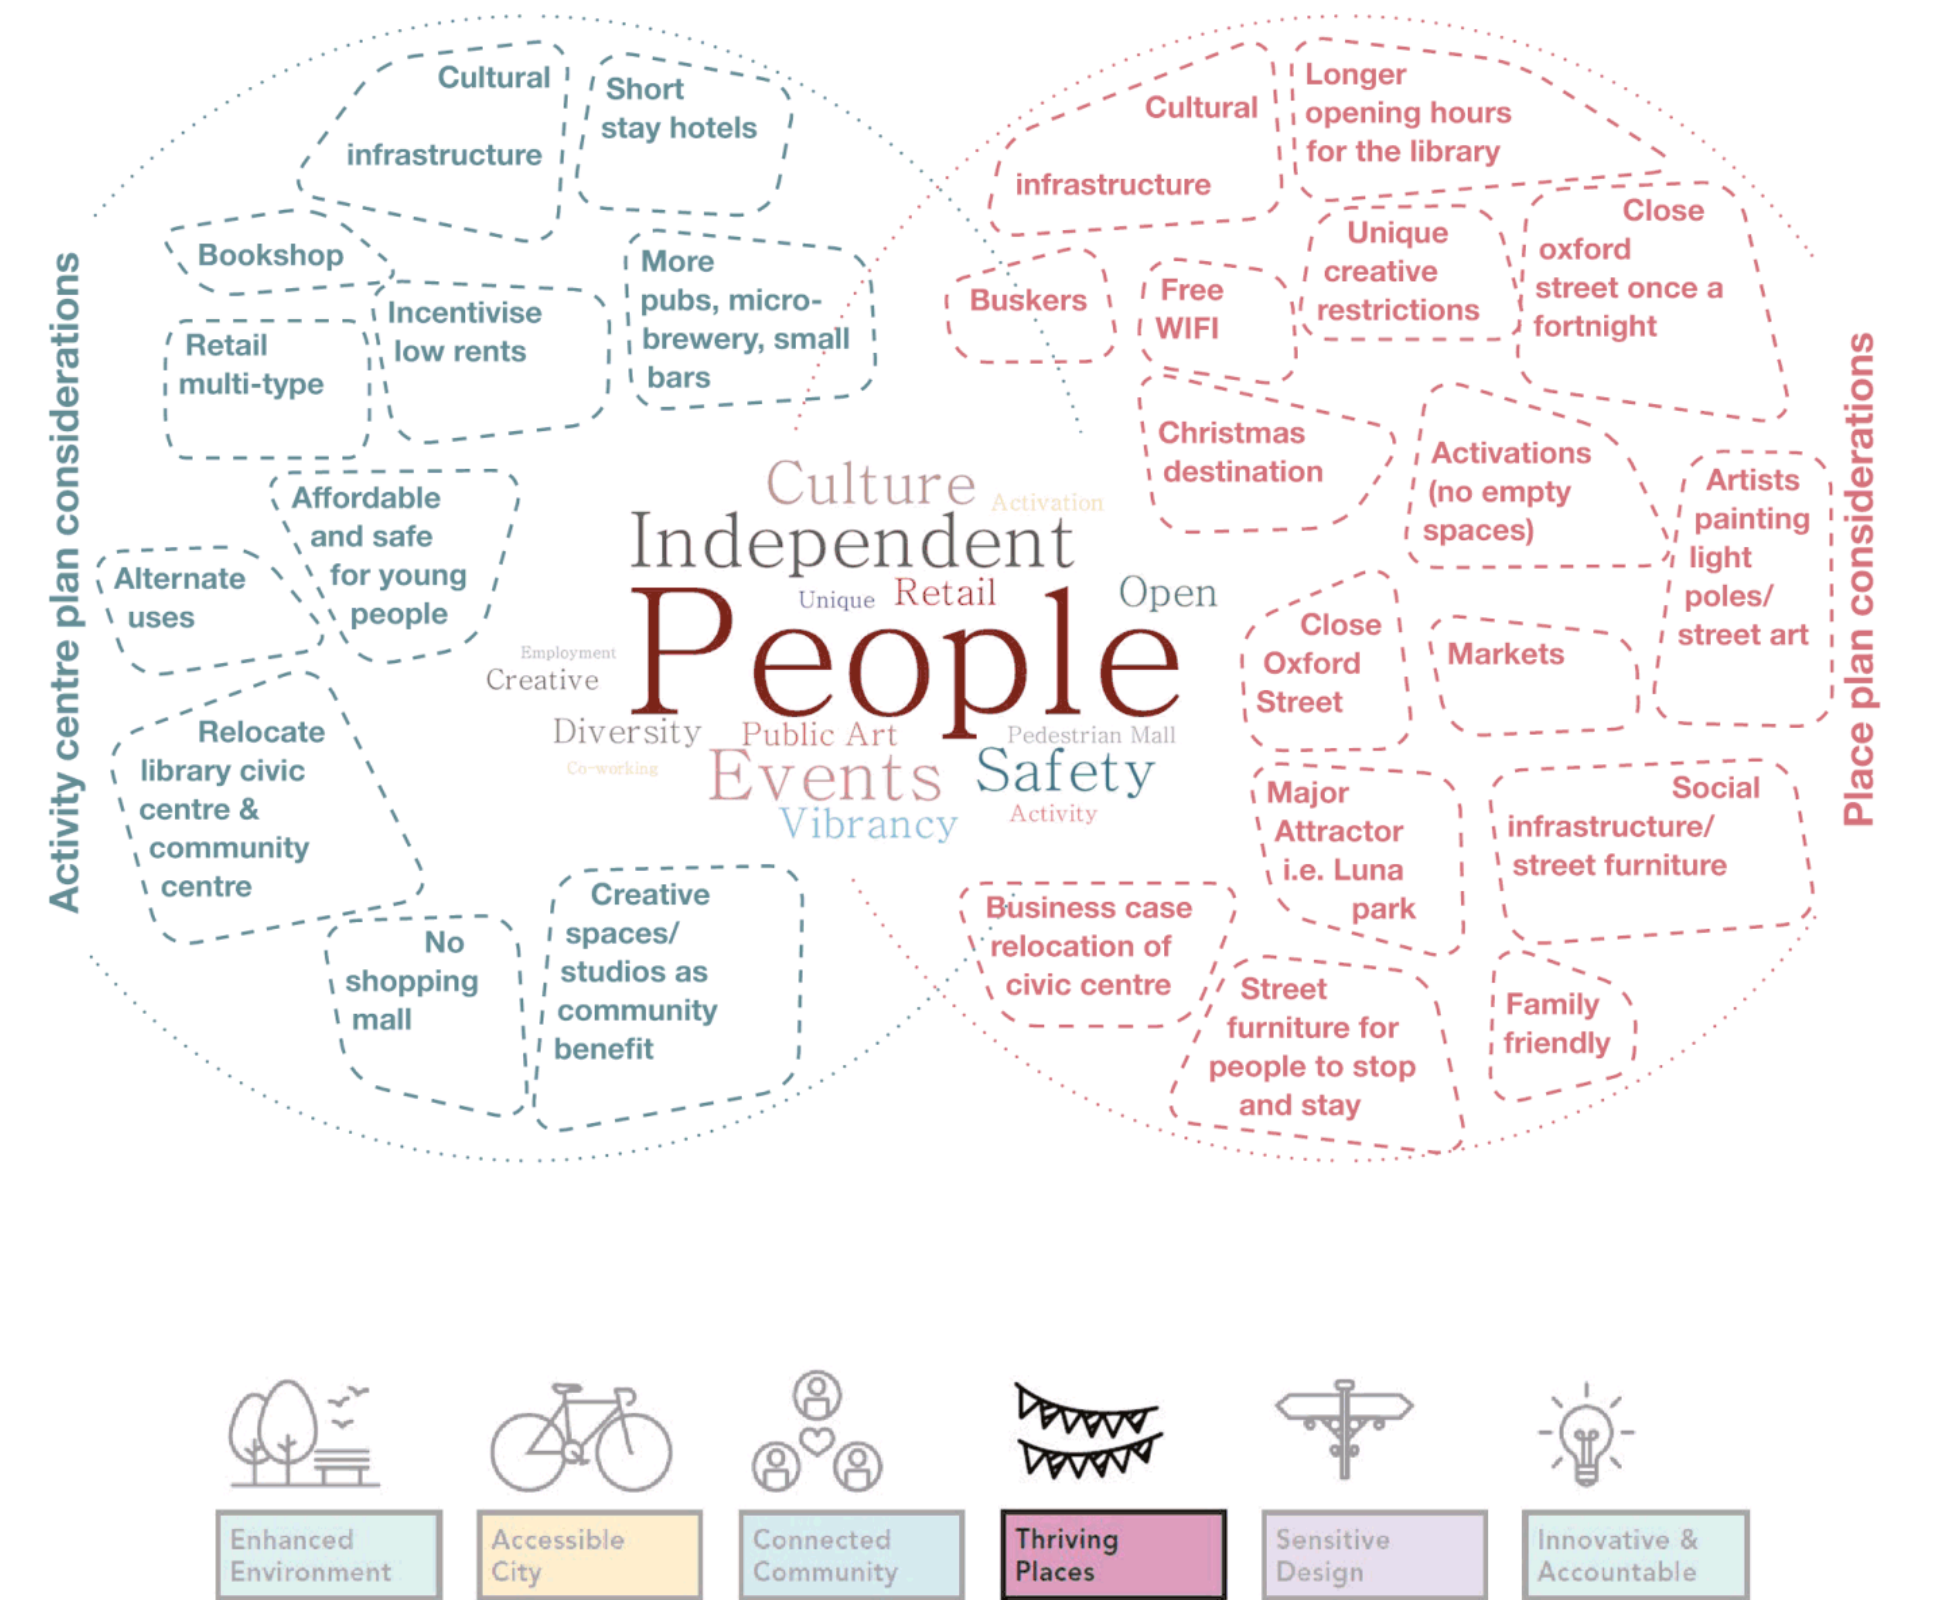 Activity centre plan considerations
Cultural
infrastructure
Short
stay hotels
Bookshop
Incentivise
low rents
More
pubs, micro-
brewery, small
bars
Retail
multi-type
Affordable
and safe
for young
people
Alternate
uses
Relocate
library civic
centre &
community
centre
No
shopping
mall
Creative
spaces/
studios as
community
benefit
Culture
Activation
Independent
Unique
Retail
Open
People
Employment
Creative
Diversity
Public Art
Pedestrian Mall
Co-working
Events
Safety
Vibrancy
Activity
Cultural
infrastructure
Longer
opening hours
for the library
Buskers
Free
WIFI
Unique
creative
restrictions
Close
oxford
street once a
fortnight
Christmas
destination
Activations
(no empty
spaces)
Artists
painting
light
poles/
street art
Close
Oxford
Street
Markets
Major
Attractor
i.e. Luna
park
Social
infrastructure/
street furniture
Business case
relocation of
civic centre
Street
furniture for
people to stop
and stay
Family
friendly
Place plan considerations
Enhanced
Environment
Accessible
City
Connected
Community
Thriving
Places
Sensitive
Design
Innovative &
Accountable